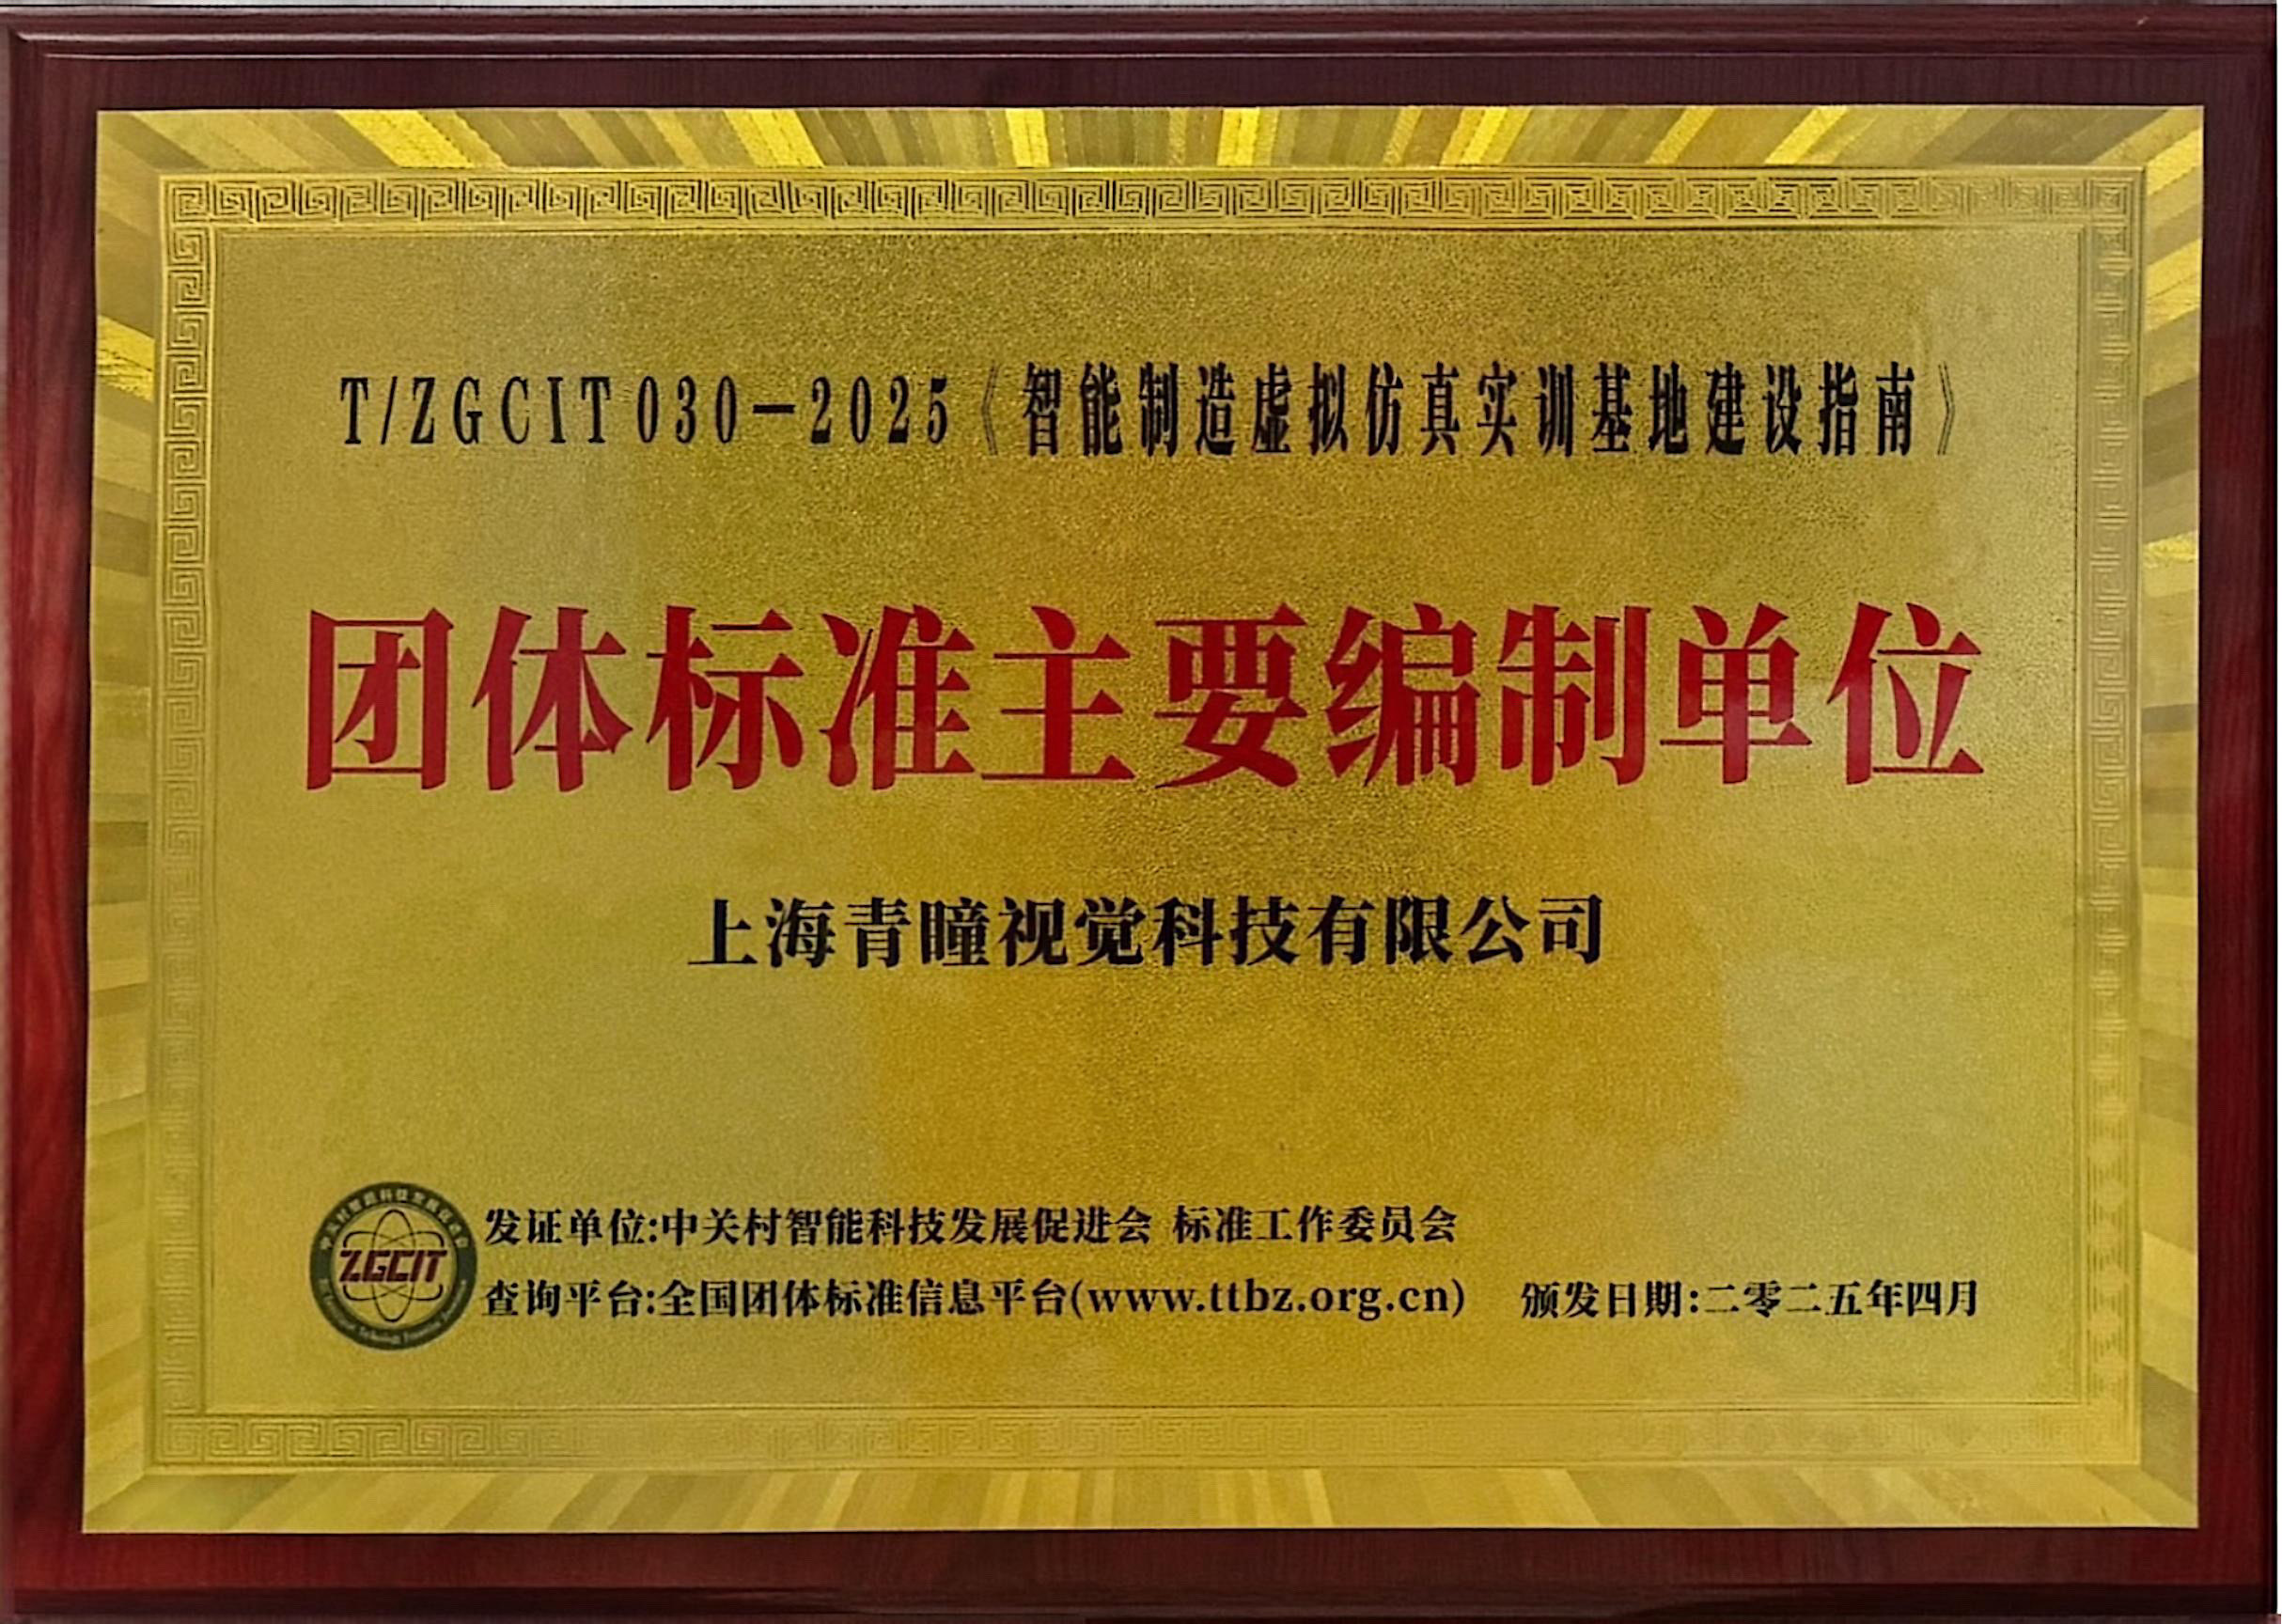 T/ZGCIT 030—2025《智能制造虚拟仿真实训基地建设指南》
团体标准主要编制单位
上海青瞳视觉科技有限公司
ZGCIT
发证单位:中关村智能科技发展促进会 标准工作委员会
查询平台:全国团体标准信息平台(www.ttbz.org.cn) 颁发日期:二零二五年四月